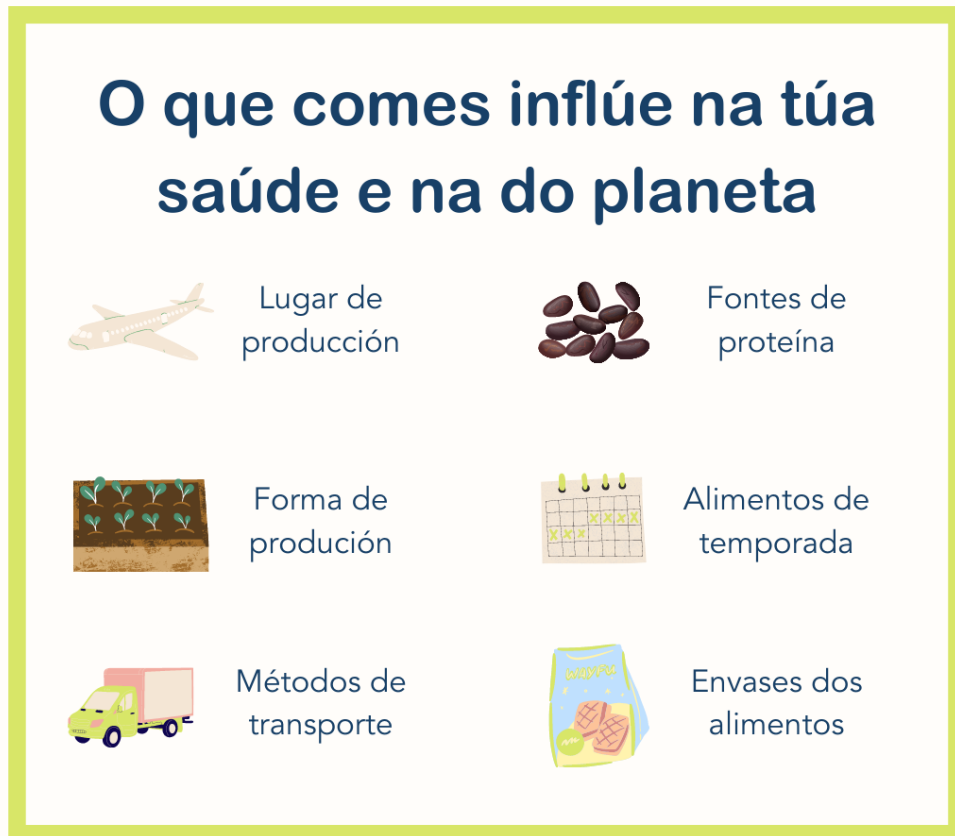 O que comes inflúe na túa
saúde e na do planeta
Lugar de
producción
Fontes de
proteína
Forma de
produción
Alimentos de
temporada
Métodos de
transporte
Envases dos
alimentos